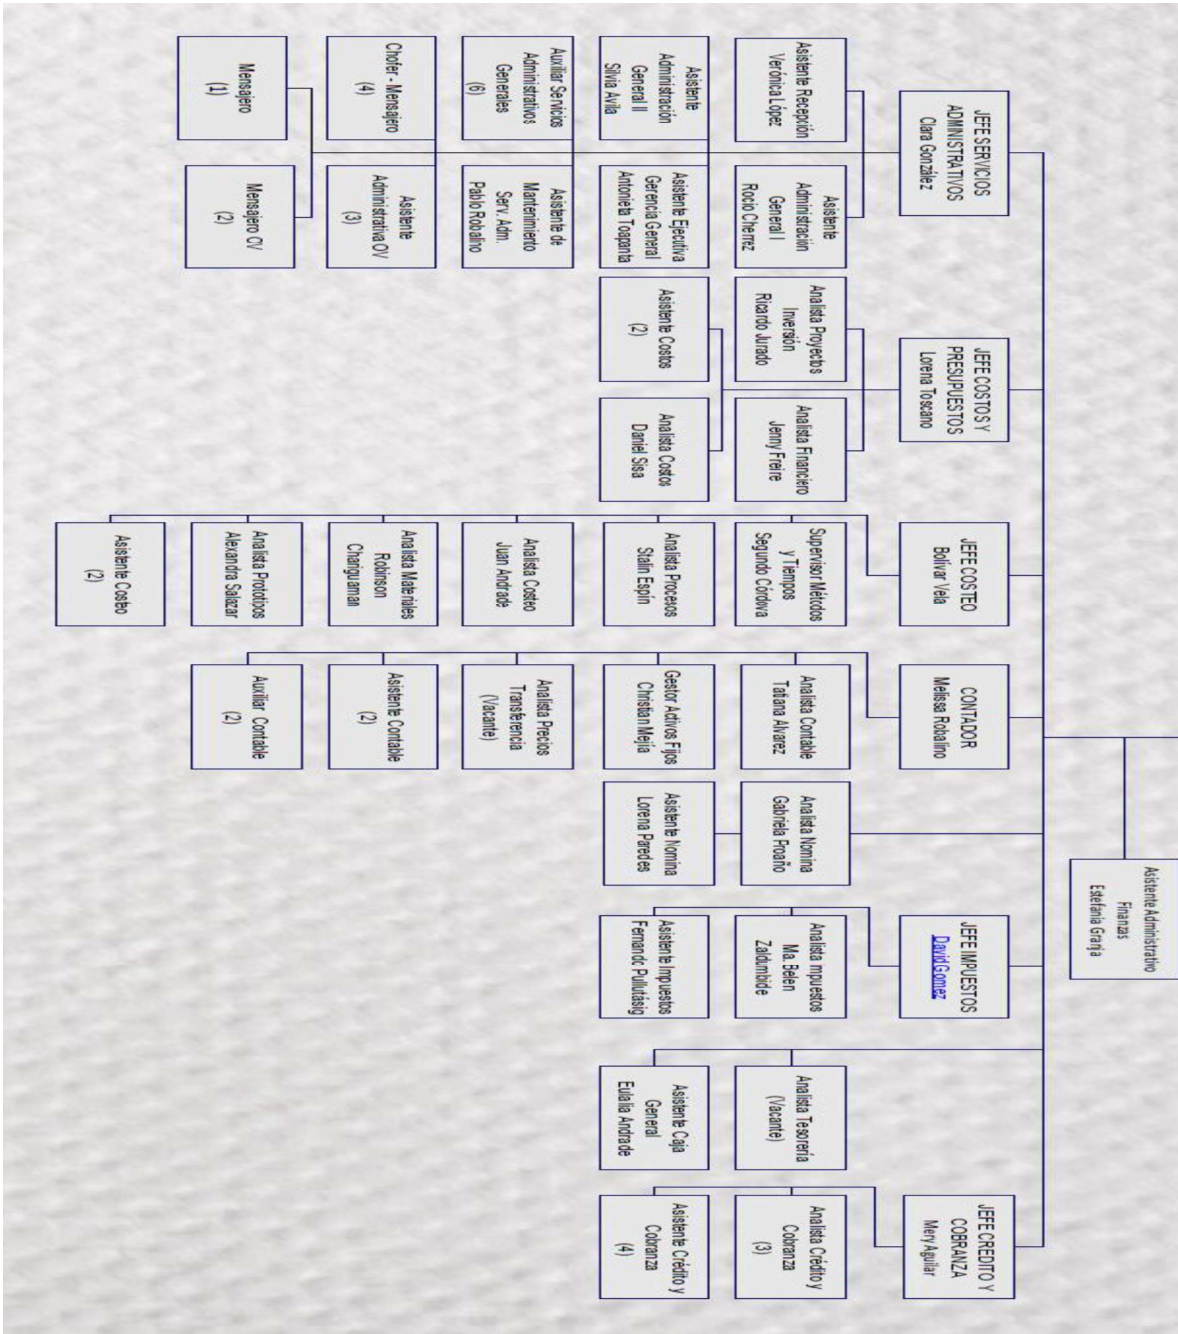 Asistente Administrativo
Finanzas
Estefanía Granja
JEFE SERVICIOS
ADMINISTRATIVOS
Clara González
Asistente Recepción
Verónica López
Asistente
Administración
General I
Rocio Cherrez
Asistente
Administración
General II
Silvia Avila
Asistente Ejecutiva
Gerencia General
Antonieta Toapanta
Auxiliar Servicios
Administrativos
Generales
(6)
Asistente de
Mantenimiento
Serv. Adm.
Pablo Robalino
Chofer - Mensajero
(4)
Asistente
Administrativa OV
(3)
Mensajero
(1)
Mensajero OV
(2)
JEFE COSTOS Y
PRESUPUESTOS
Lorena Toscano
Analista Proyectos
Inversión
Ricardo Jurado
Analista Financiero
Jenny Freire
Asistente Costos
(2)
Analista Costos
Daniel Sisa
JEFE COSTEO
Bolívar Vela
Supervisor Métodos
y Tiempos
Segundo Córdova
Analista Procesos
Stalin Espín
Analista Costeo
Juan Andrade
Analista Materiales
Robinson
Chariguaman
Analista Prototipos
Alexandra Salazar
Asistente Costeo
(2)
CONTADOR
Melissa Robalino
Analista Contable
Tatiana Alvarez
Gestor Activos Fijos
Christian Mejía
Analista Precios
Transferencia
(Vacante)
Asistente Contable
(2)
Auxiliar Contable
(2)
Analista Nomina
Gabriela Proaño
Asistente Nomina
Lorena Paredes
JEFE IMPUESTOS
David Gomez
Analista mpuestos
Ma. Belen
Zaldumbide
Asistente Impuestos
Fernandc Pullutásig
Analista Tesorería
(Vacante)
Asistente Caja
General
Eulalia Andrade
JEFE CREDITO Y
COBRANZA
Mery Aguilar
Analista Crédito y
Cobranza
(3)
Asistente Crédito y
Cobranza
(4)